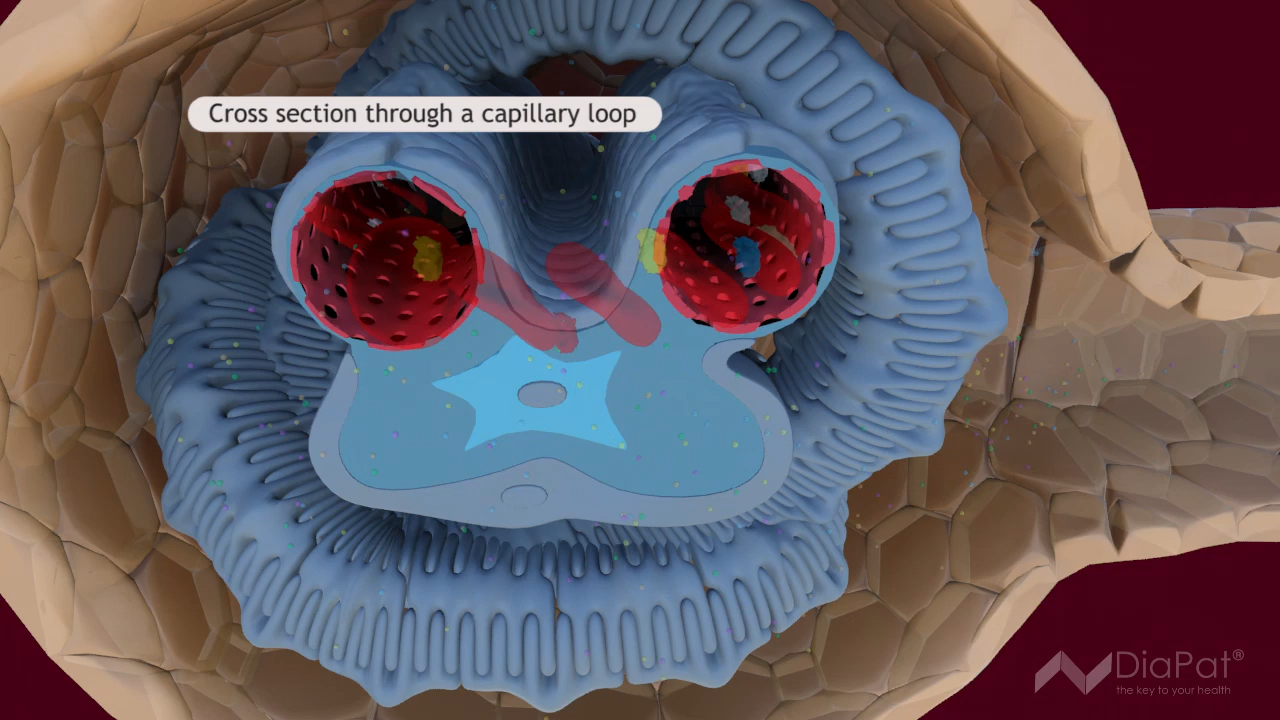 Cross section through a capillary loop
DiaPat®
the key to your health